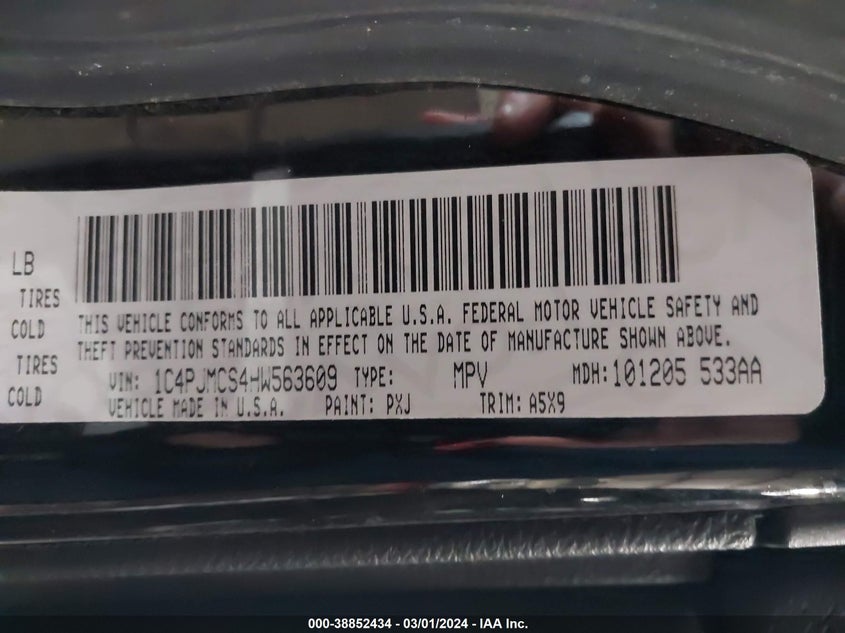 LB
TIRES
COLD
TIRES
COLD
THIS VEHICLE CONFORMS TO ALL APPLICABLE U.S.A. FEDERAL MOTOR VEHICLE SAFETY AND
THEFT PREVENTION STANDARDS IN EFFECT ON THE DATE OF MANUFACTURE SHOWN ABOVE.
VIN: 1C4PJMCS4HW563609 TYPE: MPV MDH: 101205 533AA
VEHICLE MADE IN U.S.A. PAINT: PXJ TRIM: A5X9
000-38852434 - 03/01/2024 - IAA Inc.